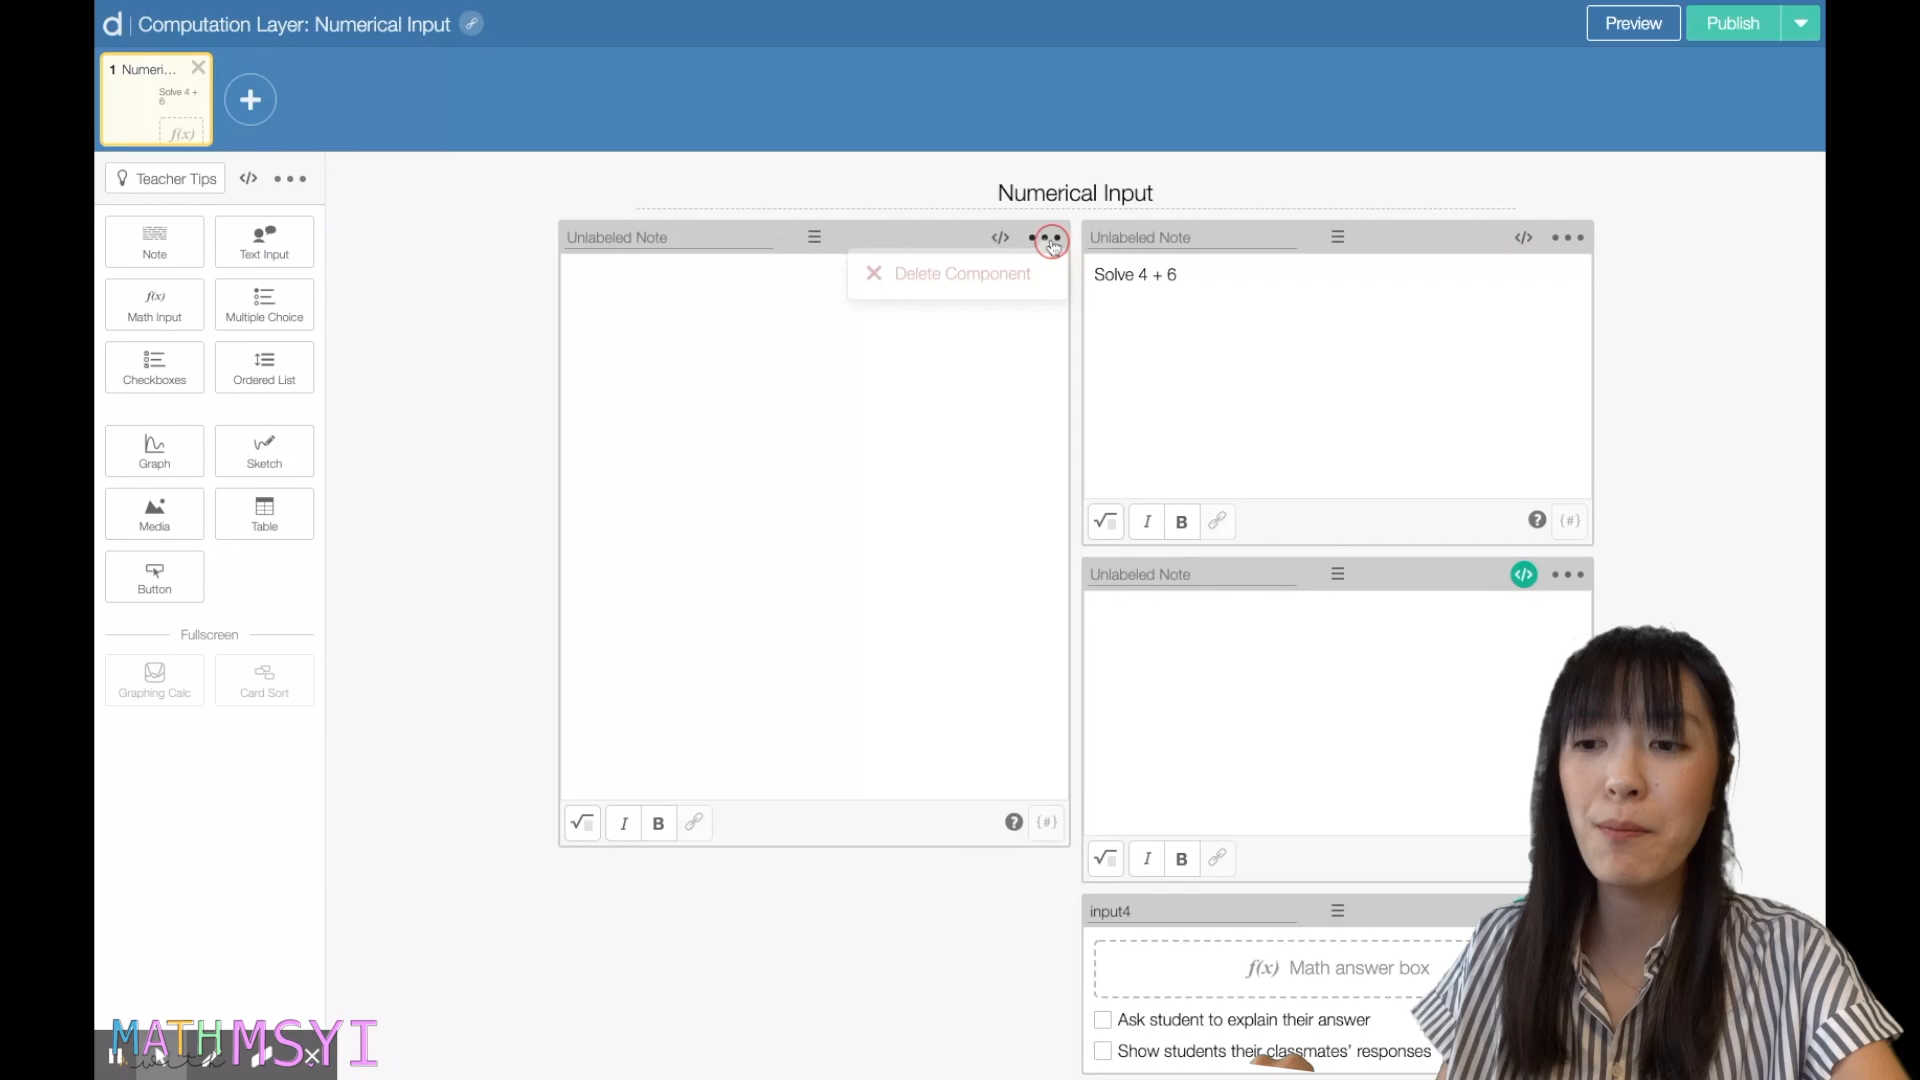 d | Computation Layer: Numerical Input
Preview
Publish
1 Numeri...
Solve 4 +
6
f(x)
Teacher Tips
</>
Note
Text Input
f(x)
Math Input
Multiple Choice
Checkboxes
Ordered List
Graph
Sketch
Media
Table
Button
Fullscreen
Graphing Calc
Card Sort
Numerical Input
Unlabeled Note
</>
Delete Component
I
B
?
{#}
Unlabeled Note
</>
Solve 4 + 6
I
B
?
{#}
Unlabeled Note
</>
I
B
input4
f(x) Math answer box
Ask student to explain their answer
Show students their classmates' responses
MATH with MSYI